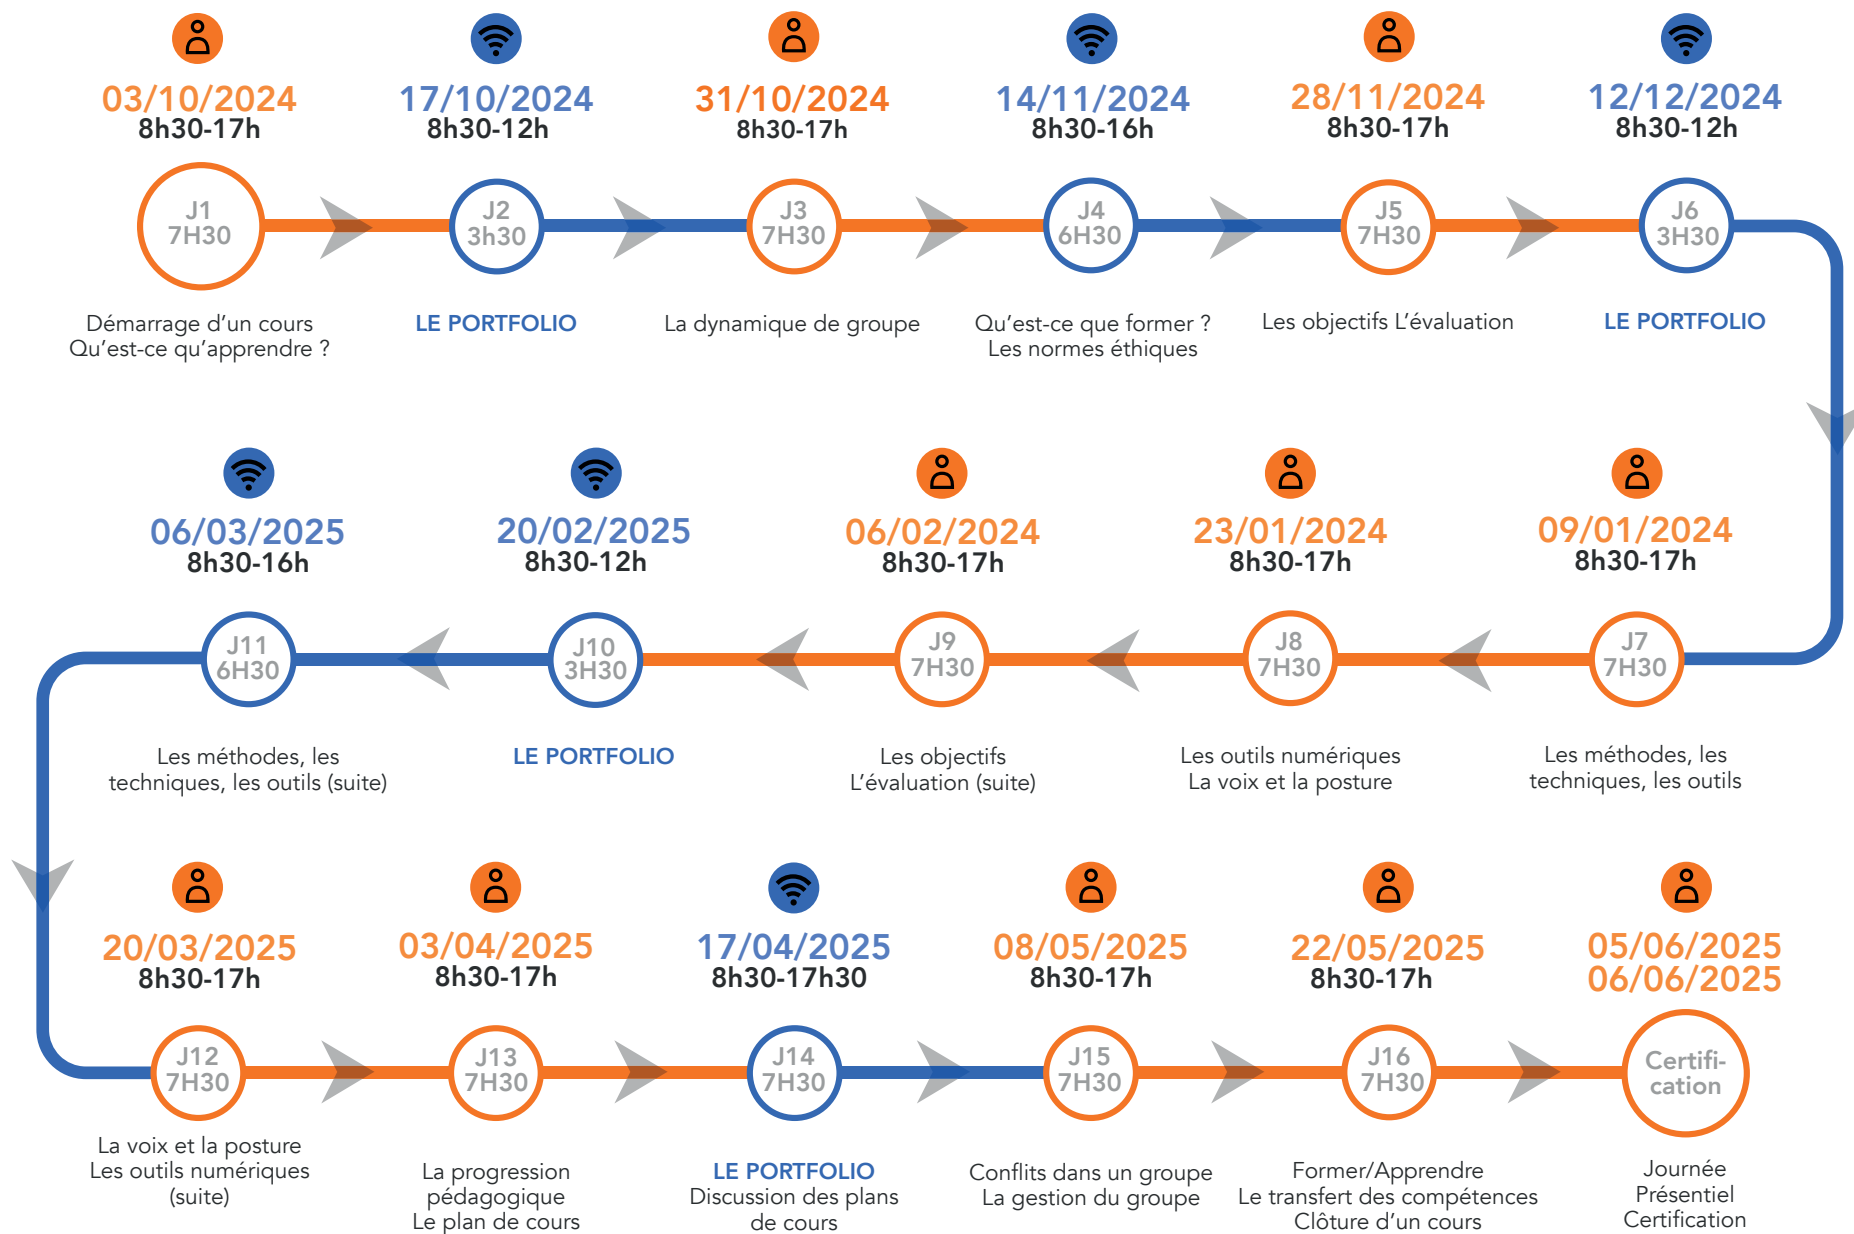 03/10/2024
8h30-17h
J1
7H30
Démarrage d'un cours
Qu'est-ce qu'apprendre ?
17/10/2024
8h30-12h
J2
3h30
LE PORTFOLIO
31/10/2024
8h30-17h
J3
7H30
La dynamique de groupe
14/11/2024
8h30-16h
J4
6H30
Qu'est-ce que former ?
Les normes éthiques
28/11/2024
8h30-17h
J5
7H30
Les objectifs L'évaluation
12/12/2024
8h30-12h
J6
3H30
LE PORTFOLIO
06/03/2025
8h30-16h
J11
6H30
Les méthodes, les
techniques, les outils (suite)
20/02/2025
8h30-12h
J10
3H30
LE PORTFOLIO
06/02/2024
8h30-17h
J9
7H30
Les objectifs
L'évaluation (suite)
23/01/2024
8h30-17h
J8
7H30
Les outils numériques
La voix et la posture
09/01/2024
8h30-17h
J7
7H30
Les méthodes, les
techniques, les outils
20/03/2025
8h30-17h
J12
7H30
La voix et la posture
Les outils numériques
(suite)
03/04/2025
8h30-17h
J13
7H30
La progression
pédagogique
Le plan de cours
17/04/2025
8h30-17h30
J14
7H30
LE PORTFOLIO
Discussion des plans
de cours
08/05/2025
8h30-17h
J15
7H30
Conflits dans un groupe
La gestion du groupe
22/05/2025
8h30-17h
J16
7H30
Former/Apprendre
Le transfert des compétences
Clôture d'un cours
05/06/2025
06/06/2025
Certifi-
cation
Journée
Présentiel
Certification